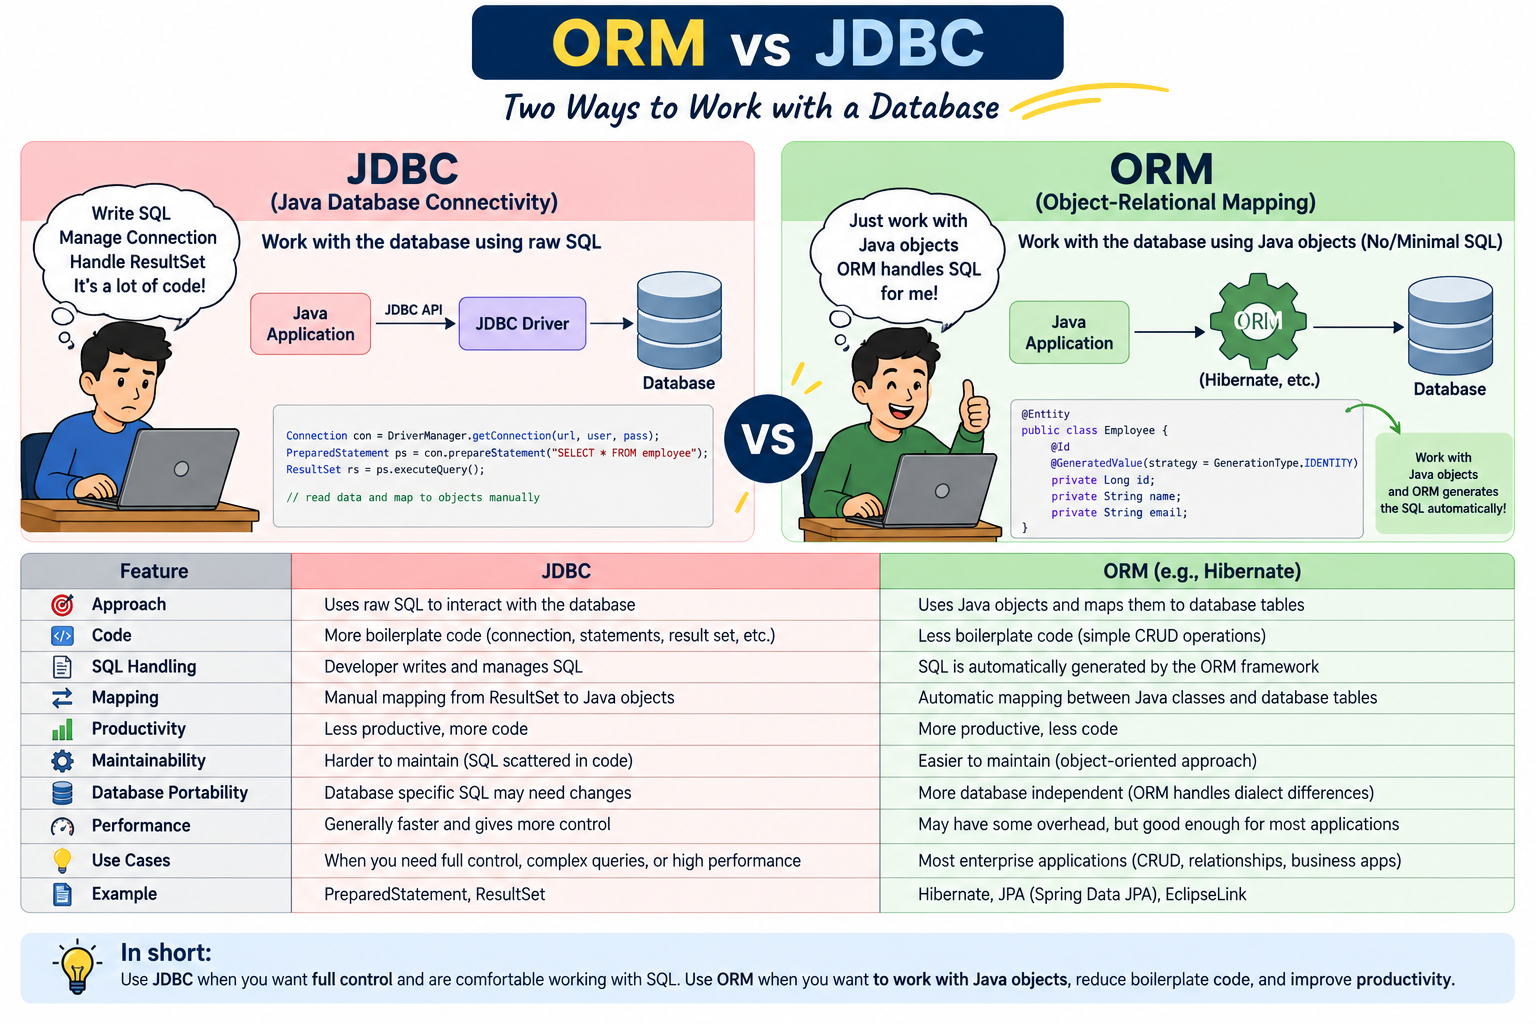 ORM vs JDBC
Two Ways to Work with a Database
JDBC
(Java Database Connectivity)
Write SQL
Manage Connection
Handle ResultSet
It's a lot of code!
Work with the database using raw SQL
Java
Application
JDBC API
JDBC Driver
Database
Connection con = DriverManager.getConnection(url, user, pass);
PreparedStatement ps = con.prepareStatement("SELECT * FROM employee");
ResultSet rs = ps.executeQuery();
// read data and map to objects manually
VS
ORM
(Object-Relational Mapping)
Just work with
Java objects
ORM handles SQL
for me!
Work with the database using Java objects (No/Minimal SQL)
Java
Application
ORM
(Hibernate, etc.)
Database
@Enttity
public class Employee {
@Id
@GeneratedValue(strategy = GenerationType.IDENTITY)
private Long id;
private String name;
private String email;
}
Work with
Java objects
and ORM generates
the SQL automatically!
Feature JDBC ORM (e.g., Hibernate)
Approach Uses raw SQL to interact with the database Uses Java objects and maps them to database tables
Code More boilerplate code (connection, statements, result set, etc.) Less boilerplate code (simple CRUD operations)
SQL Handling Developer writes and manages SQL SQL is automatically generated by the ORM framework
Mapping Manual mapping from ResultSet to Java objects Automatic mapping between Java classes and database tables
Productivity Less productive, more code More productive, less code
Maintainability Harder to maintain (SQL scattered in code) Easier to maintain (object-oriented approach)
Database Portability Database specific SQL may need changes More database independent (ORM handles dialect differences)
Performance Generally faster and gives more control May have some overhead, but good enough for most applications
Use Cases When you need full control, complex queries, or high performance Most enterprise applications (CRUD, relationships, business apps)
Example PreparedStatement, ResultSet Hibernate, JPA (Spring Data JPA), EclipseLink
In short:
Use JDBC when you want full control and are comfortable working with SQL. Use ORM when you want to work with Java objects, reduce boilerplate code, and improve productivity.